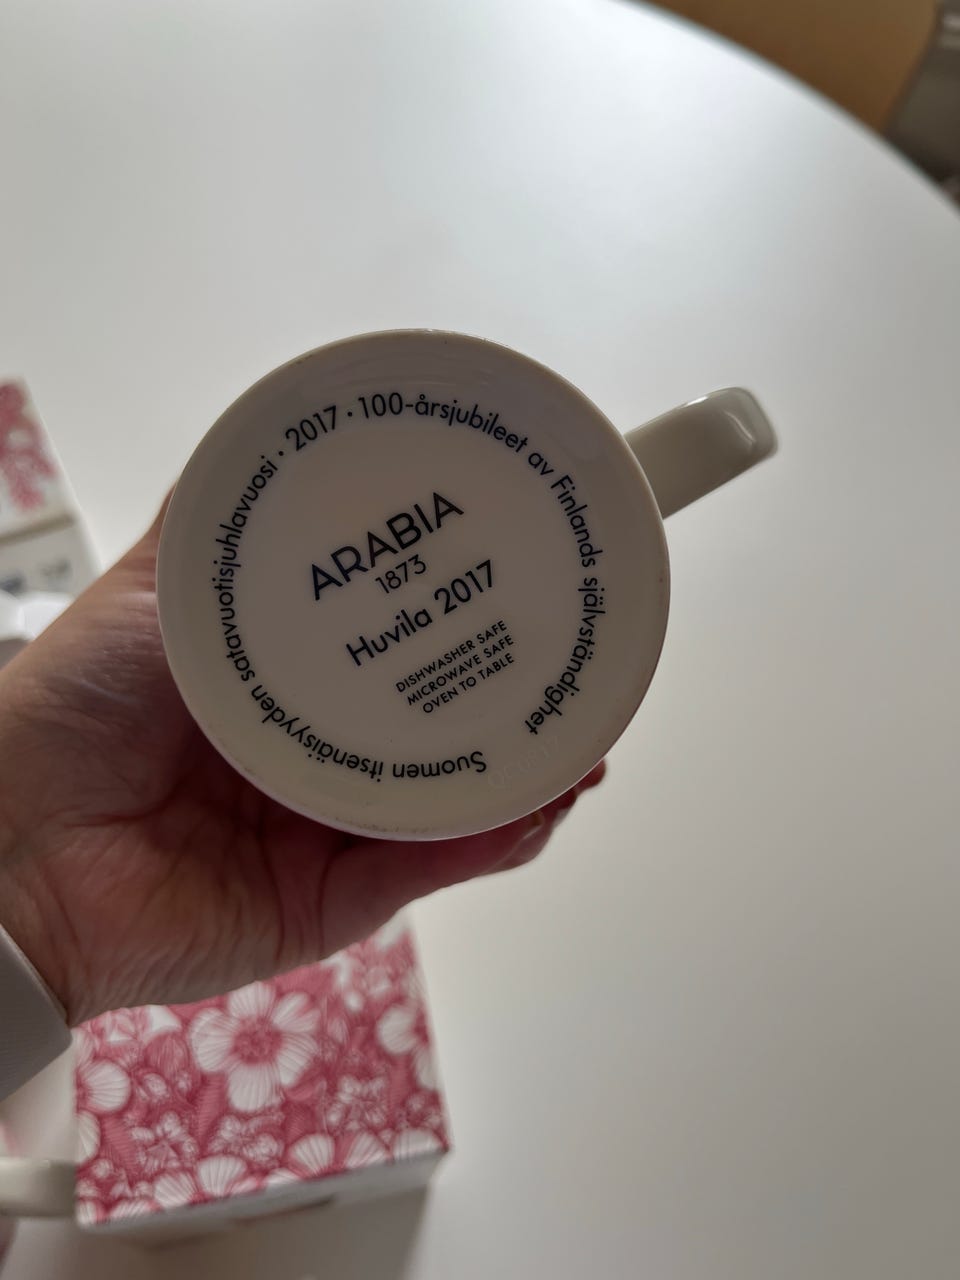 Suomen itsenäisyyden satavuotisjuhlavuosi · 2017 · 100-årsjubileet av Finlands självständighet
ARABIA
1873
Huvila 2017
DISHWASHER SAFE
MICROWAVE SAFE
OVEN TO TABLE